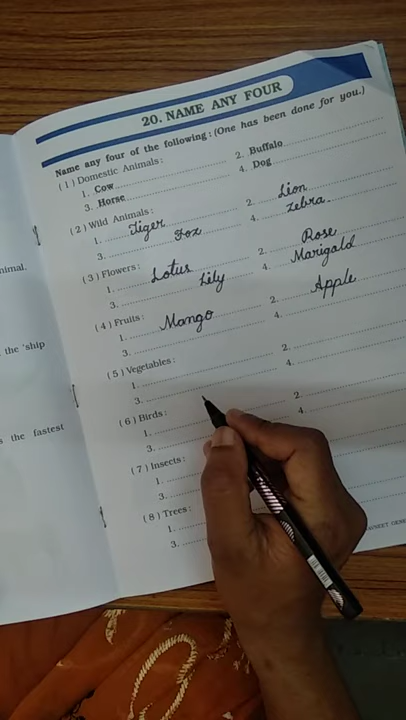 20. NAME ANY FOUR
Name any four of the following : (One has been done for you.)
( 1 ) Domestic Animals :
1. Cow 2. Buffalo
3. Horse 4. Dog
( 2 ) Wild Animals :
1. Tiger 2. Lion
3. Fox 4. Zebra
( 3 ) Flowers :
1. Lotus 2. Rose
3. Lily 4. Marigold
( 4 ) Fruits :
1. Mango 2. Apple
3. 4.
( 5 ) Vegetables :
1. 2.
3. 4.
( 6 ) Birds :
1. 2.
3. 4.
( 7 ) Insects :
1.
3.
( 8 ) Trees :
1.
3.
the 'ship
the fastest